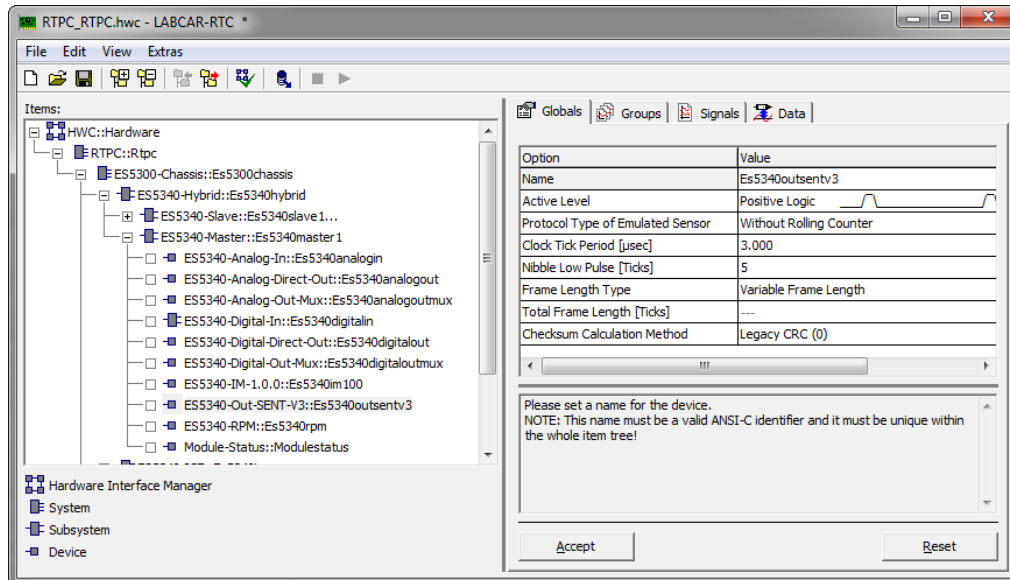 RTPC_RTPC.hwc - LABCAR-RTC *
File Edit View Extras
Items:
HWC::Hardware
RTPC::Rtpc
ES5300-Chassis::Es5300chassis
ES5340-Hybrid::Es5340hybrid
ES5340-Slave::Es5340slave1...
ES5340-Master::Es5340master1
ES5340-Analog-In::Es5340analogin
ES5340-Analog-Direct-Out::Es5340analogout
ES5340-Analog-Out-Mux::Es5340analogoutmux
ES5340-Digital-In::Es5340digitalin
ES5340-Digital-Direct-Out::Es5340digitalout
ES5340-Digital-Out-Mux::Es5340digitaloutmux
ES5340-IM-1.0.0::Es5340im100
ES5340-Out-SENT-V3::Es5340outsentv3
ES5340-RPM::Es5340rpm
Module-Status::Modulestatus
Hardware Interface Manager
System
Subsystem
Device
Globals Groups Signals Data
Option Value
Name Es5340outsentv3
Active Level Positive Logic
Protocol Type of Emulated Sensor Without Rolling Counter
Clock Tick Period [µsec] 3.000
Nibble Low Pulse [Ticks] 5
Frame Length Type Variable Frame Length
Total Frame Length [Ticks] ---
Checksum Calculation Method Legacy CRC (0)
Please set a name for the device.
NOTE: This name must be a valid ANSI-C identifier and it must be unique within
the whole item tree!
Accept Reset